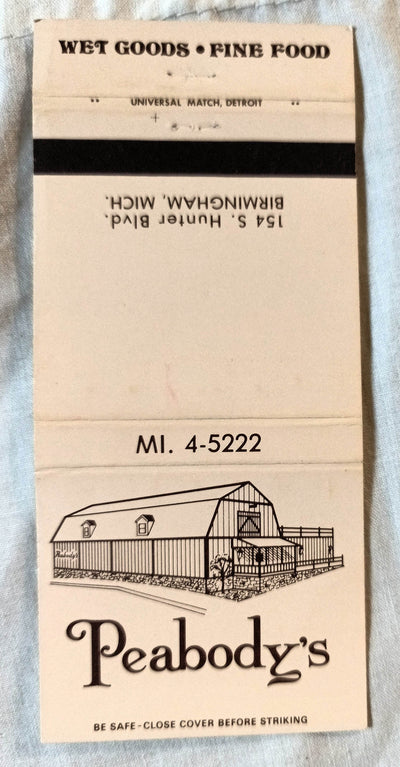 WET GOODS • FINE FOOD
UNIVERSAL MATCH, DETROIT
154 S. Hunter Blvd.
BIRMINGHAM, MICH.
MI. 4-5222
Peabody's
Peabody's
BE SAFE-CLOSE COVER BEFORE STRIKING